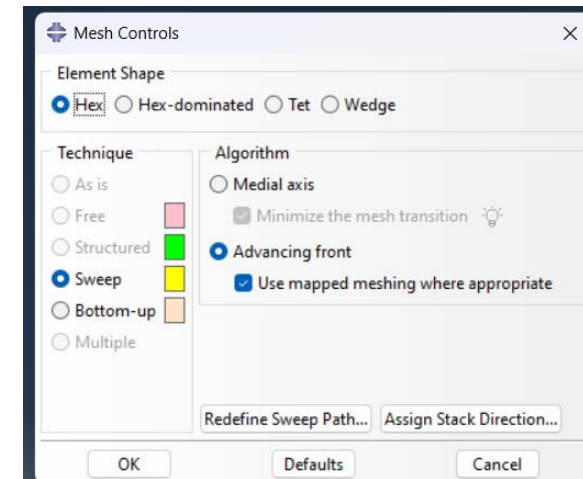 Mesh Controls
Element Shape
Hex Hex-dominated Tet Wedge
Technique
As is
Free
Structured
Sweep
Bottom-up
Multiple
Algorithm
Medial axis
Minimize the mesh transition
Advancing front
Use mapped meshing where appropriate
Redefine Sweep Path... Assign Stack Direction...
OK Defaults Cancel